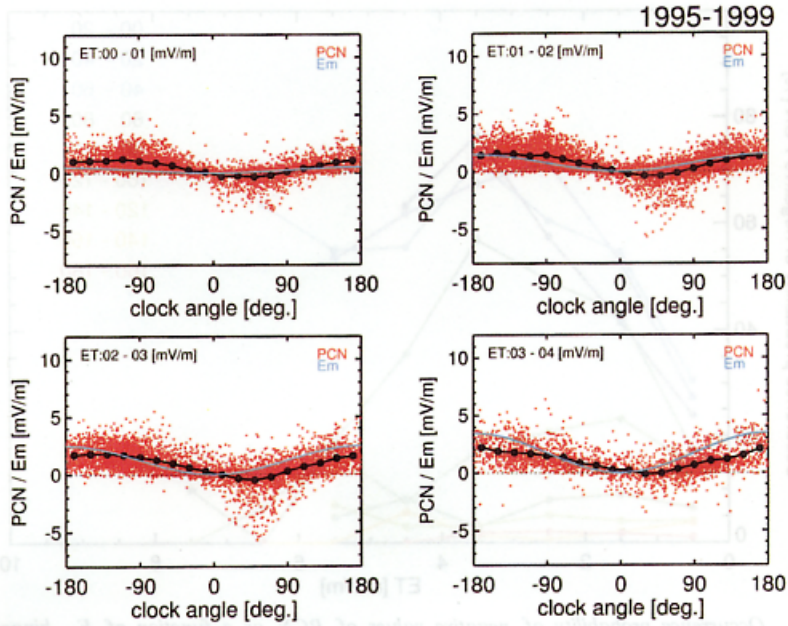 1995-1999
ET:00 - 01 [mV/m]
PCN
Em
PCN / Em [mV/m]
10
5
0
-5
-180
-90
0
90
180
clock angle [deg.]
ET:01 - 02 [mV/m]
PCN
Em
PCN / Em [mV/m]
10
5
0
-5
-180
-90
0
90
180
clock angle [deg.]
ET:02 - 03 [mV/m]
PCN
Em
PCN / Em [mV/m]
10
5
0
-5
-180
-90
0
90
180
clock angle [deg.]
ET:03 - 04 [mV/m]
PCN
Em
PCN / Em [mV/m]
10
5
0
-5
-180
-90
0
90
180
clock angle [deg.]